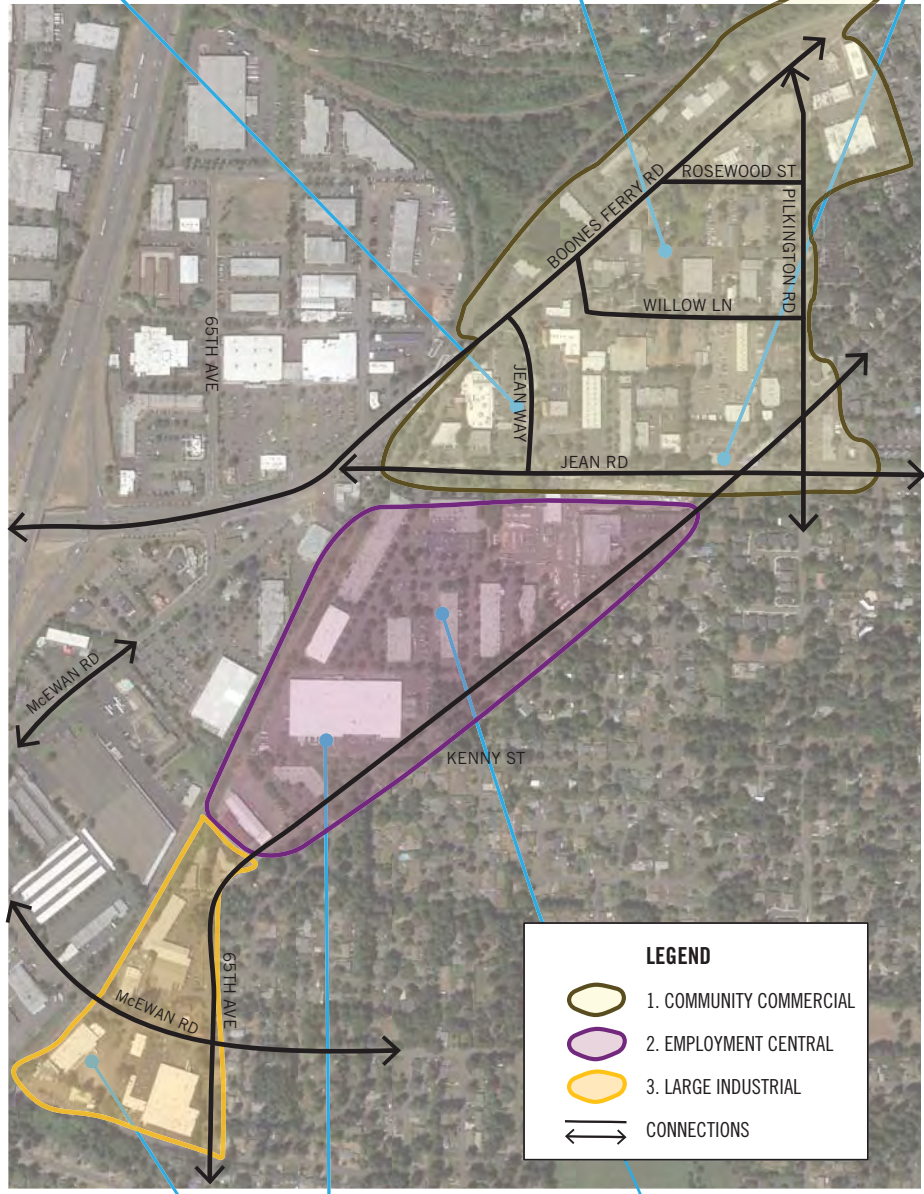 ROSEWOOD ST
BOONES FERRY RD
PILKINGTON RD
WILLOW LN
65TH AVE
JEAN WAY
JEAN RD
McEWAN RD
KENNY ST
65TH AVE
McEWAN RD
LEGEND
1. COMMUNITY COMMERCIAL
2. EMPLOYMENT CENTRAL
3. LARGE INDUSTRIAL
CONNECTIONS